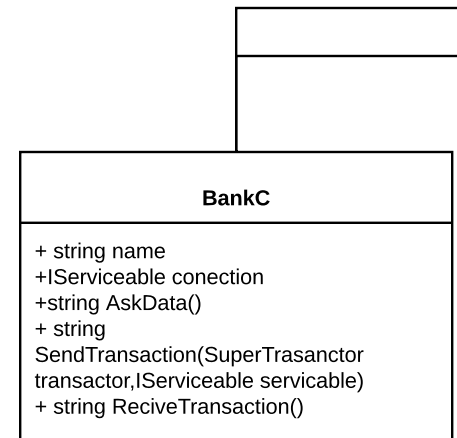 BankC
+ string name
+IServiceable conection
+string AskData()
+ string
SendTransaction(SuperTrasanctor
transactor,IServiceable servicable)
+ string ReciveTransaction()